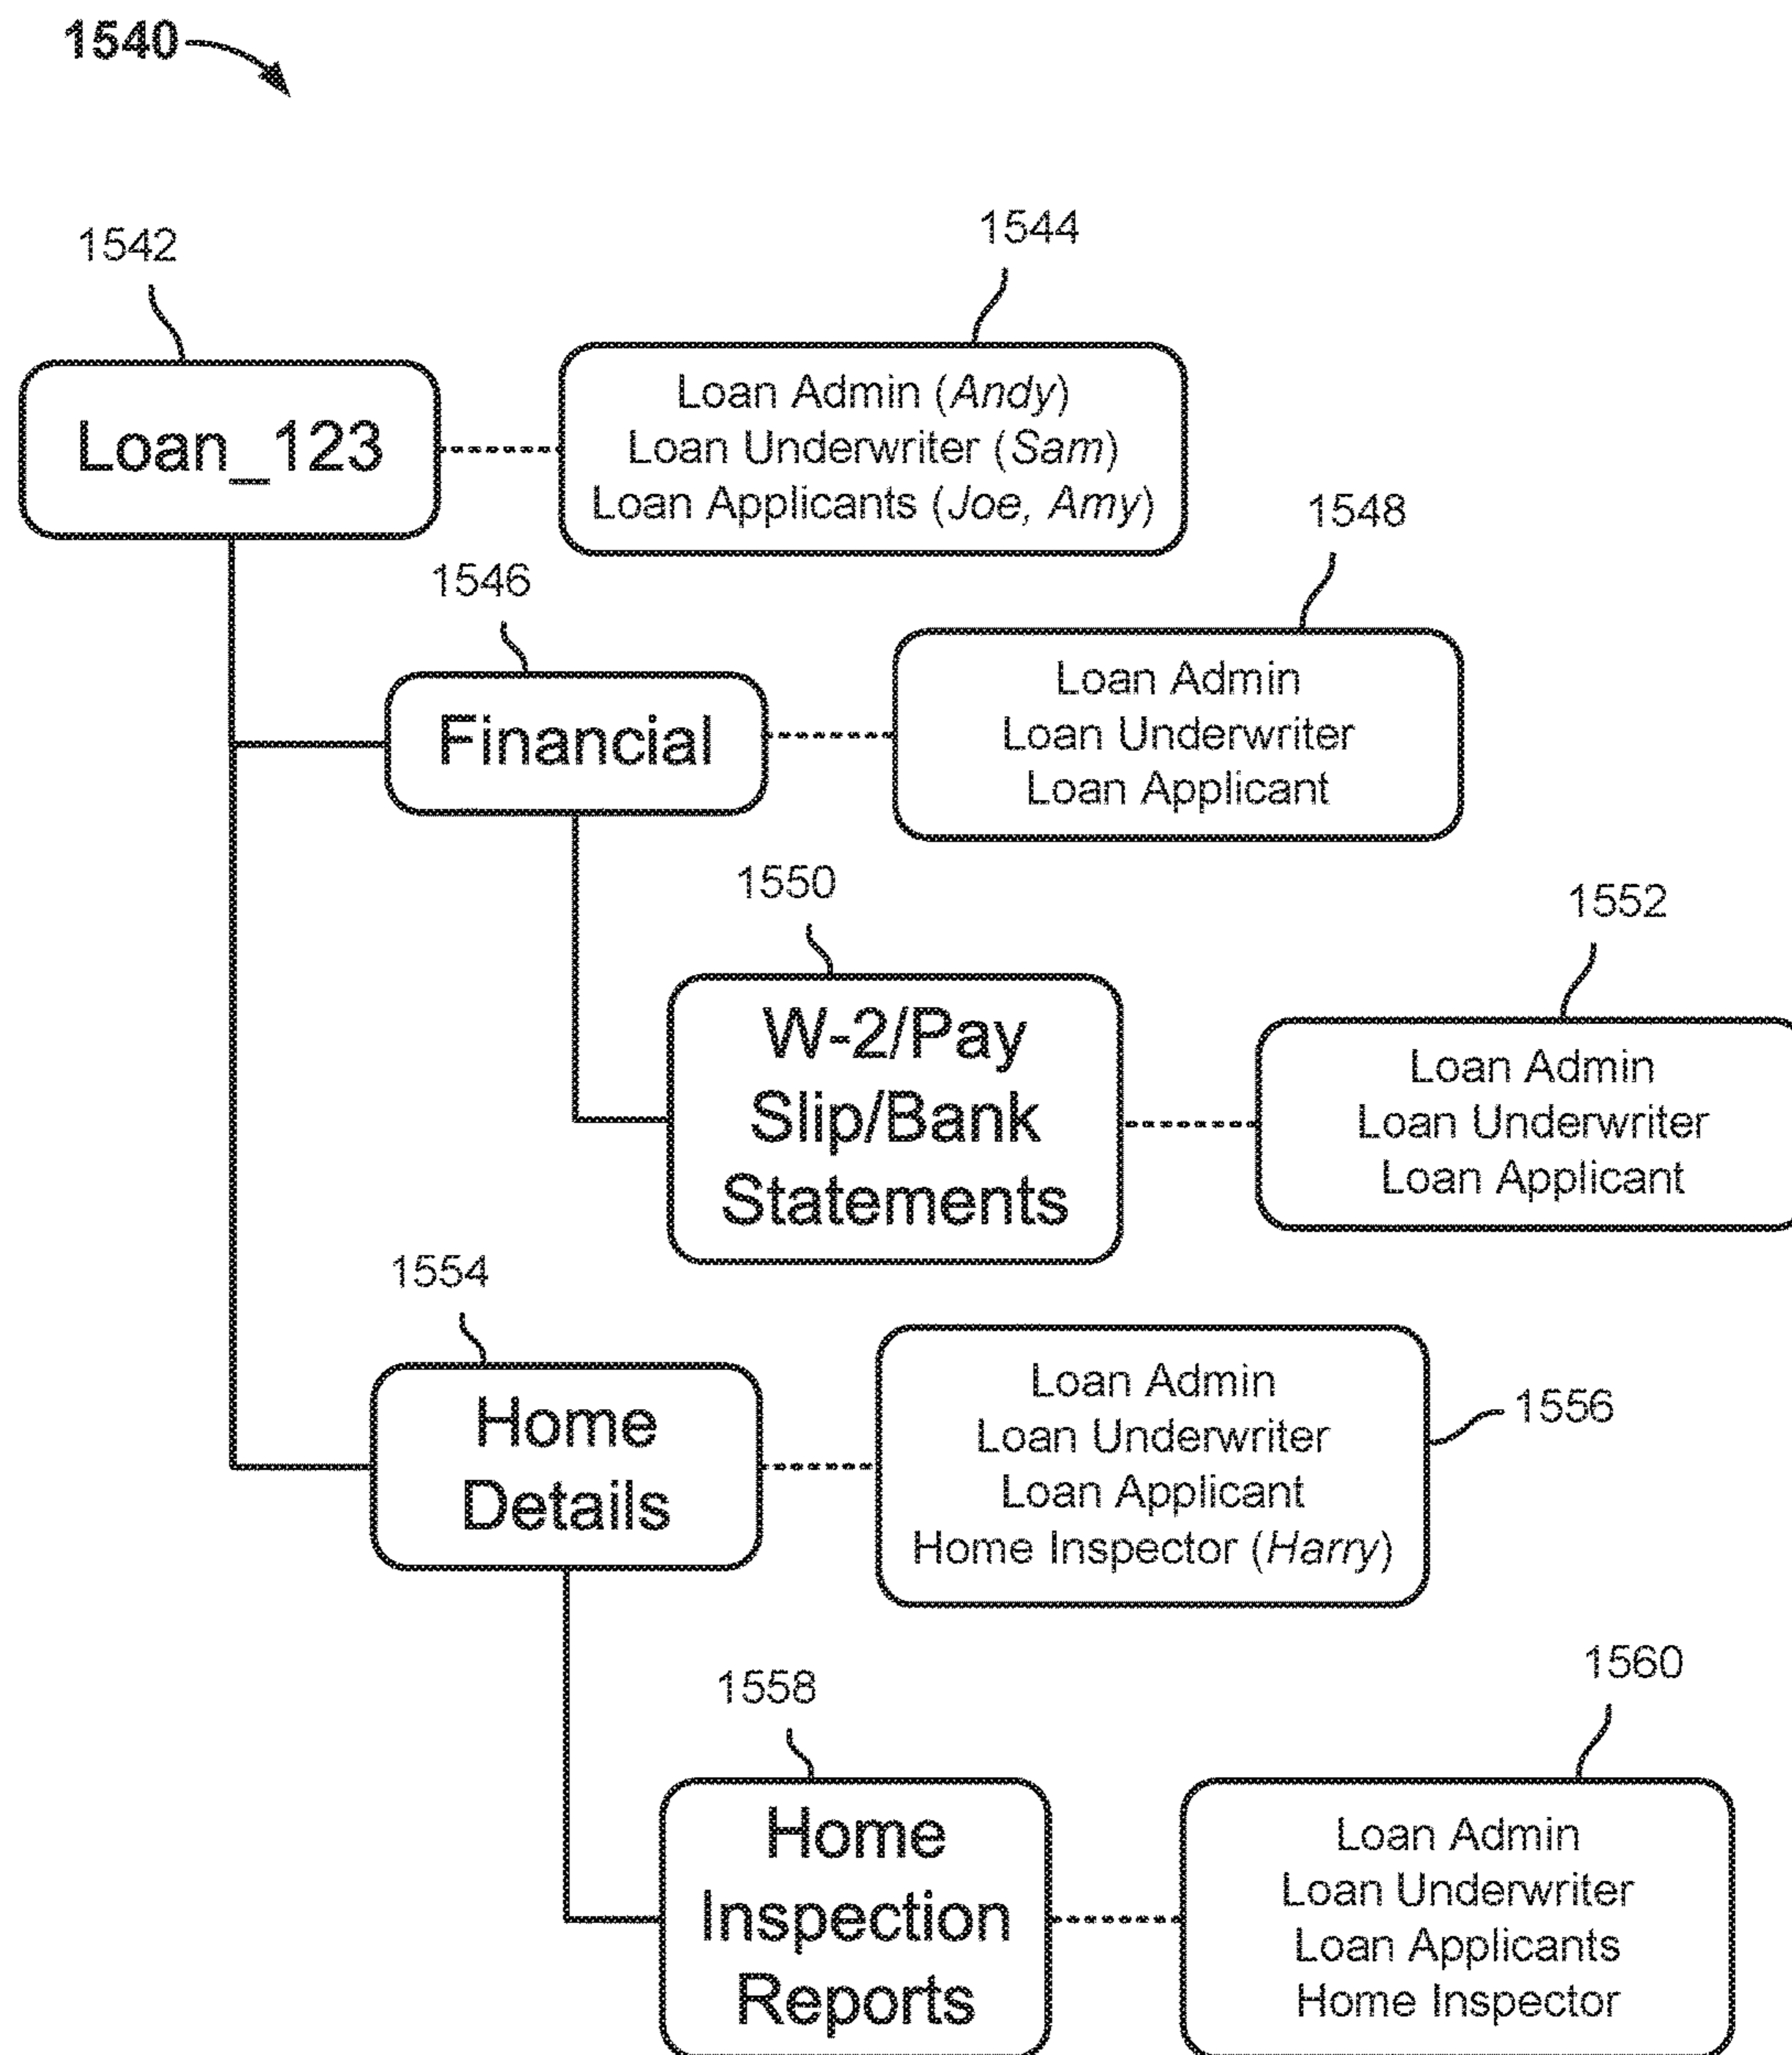 1540
1542
1544
Loan_123
Loan Admin (Andy)
Loan Underwriter (Sam)
Loan Applicants (Joe, Amy)
1546
1548
Financial
Loan Admin
Loan Underwriter
Loan Applicant
1550
1552
W-2/Pay
Slip/Bank
Statements
Loan Admin
Loan Underwriter
Loan Applicant
1554
Home
Details
Loan Admin
Loan Underwriter
Loan Applicant
Home Inspector (Harry)
1556
1558
1560
Home
Inspection
Reports
Loan Admin
Loan Underwriter
Loan Applicants
Home Inspector